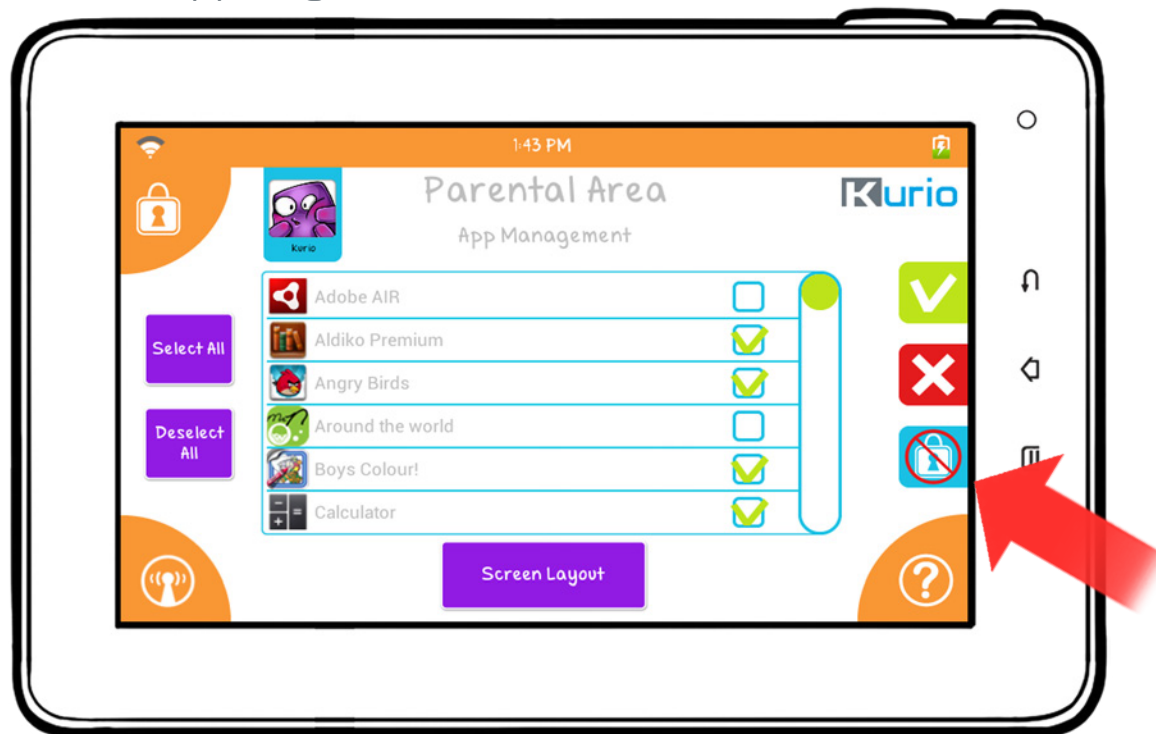 1:43 PM
Parental Area
Kurio
App Management
Kurio
Adobe AIR
Aldiko Premium
Angry Birds
Around the world
Boys Colour!
Calculator
Select All
Deselect
All
Screen Layout
?